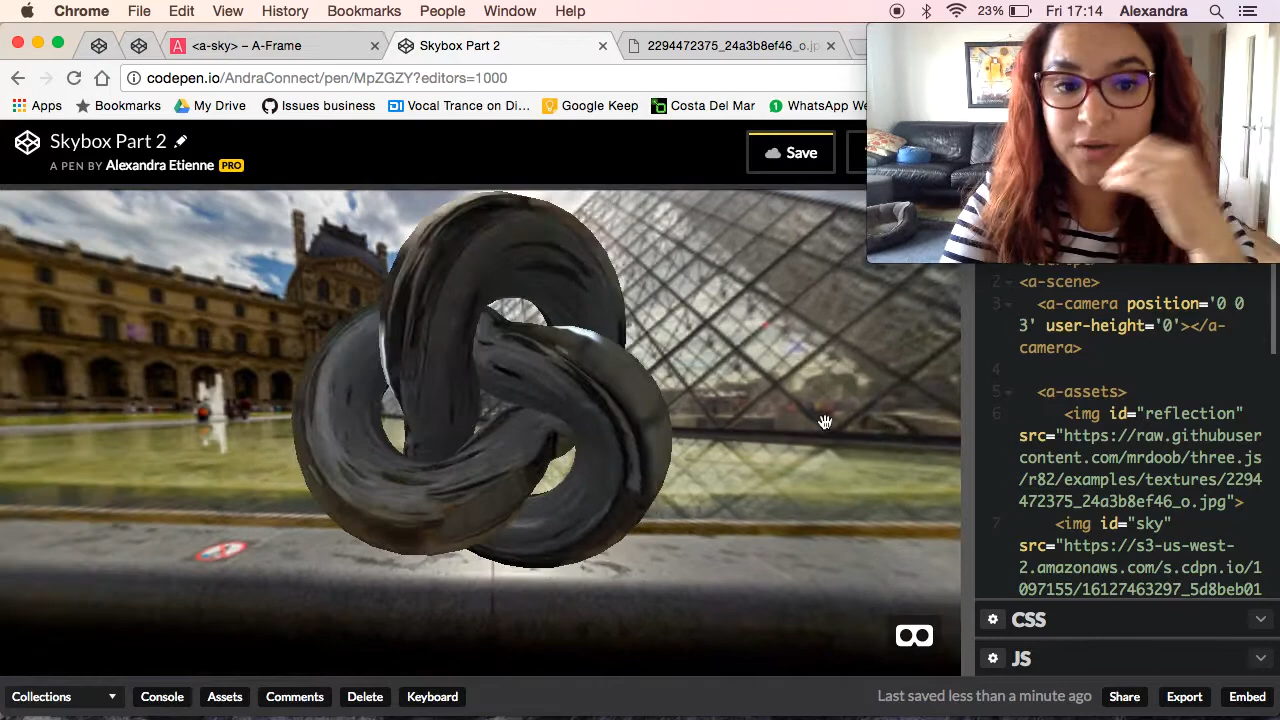 Chrome File Edit View History Bookmarks People Window Help 23% Fri 17:14 Alexandra
<a-sky> – A-Frame Skybox Part 2 2294472375_24a3b8ef46_o.jp
codepen.io/AndraConnect/pen/MpZGZY?editors=1000
Apps Bookmarks My Drive Issues business Vocal Trance on Di... Google Keep Costa Del Mar WhatsApp We
Skybox Part 2
A PEN BY Alexandra Etienne PRO
Save
2 <a-scene>
3 <a-camera position='0 0
3' user-height='0'></a-
camera>
4
5 <a-assets>
6 <img id="reflection"
src="https://raw.githubuser
content.com/mrdoob/three.js
/r82/examples/textures/2294
472375_24a3b8ef46_o.jpg">
7 <img id="sky"
src="https://s3-us-west-
2.amazonaws.com/s.cdpn.io/1
097155/16127463297_5d8beb01
CSS
JS
Collections Console Assets Comments Delete Keyboard Last saved less than a minute ago Share Export Embed